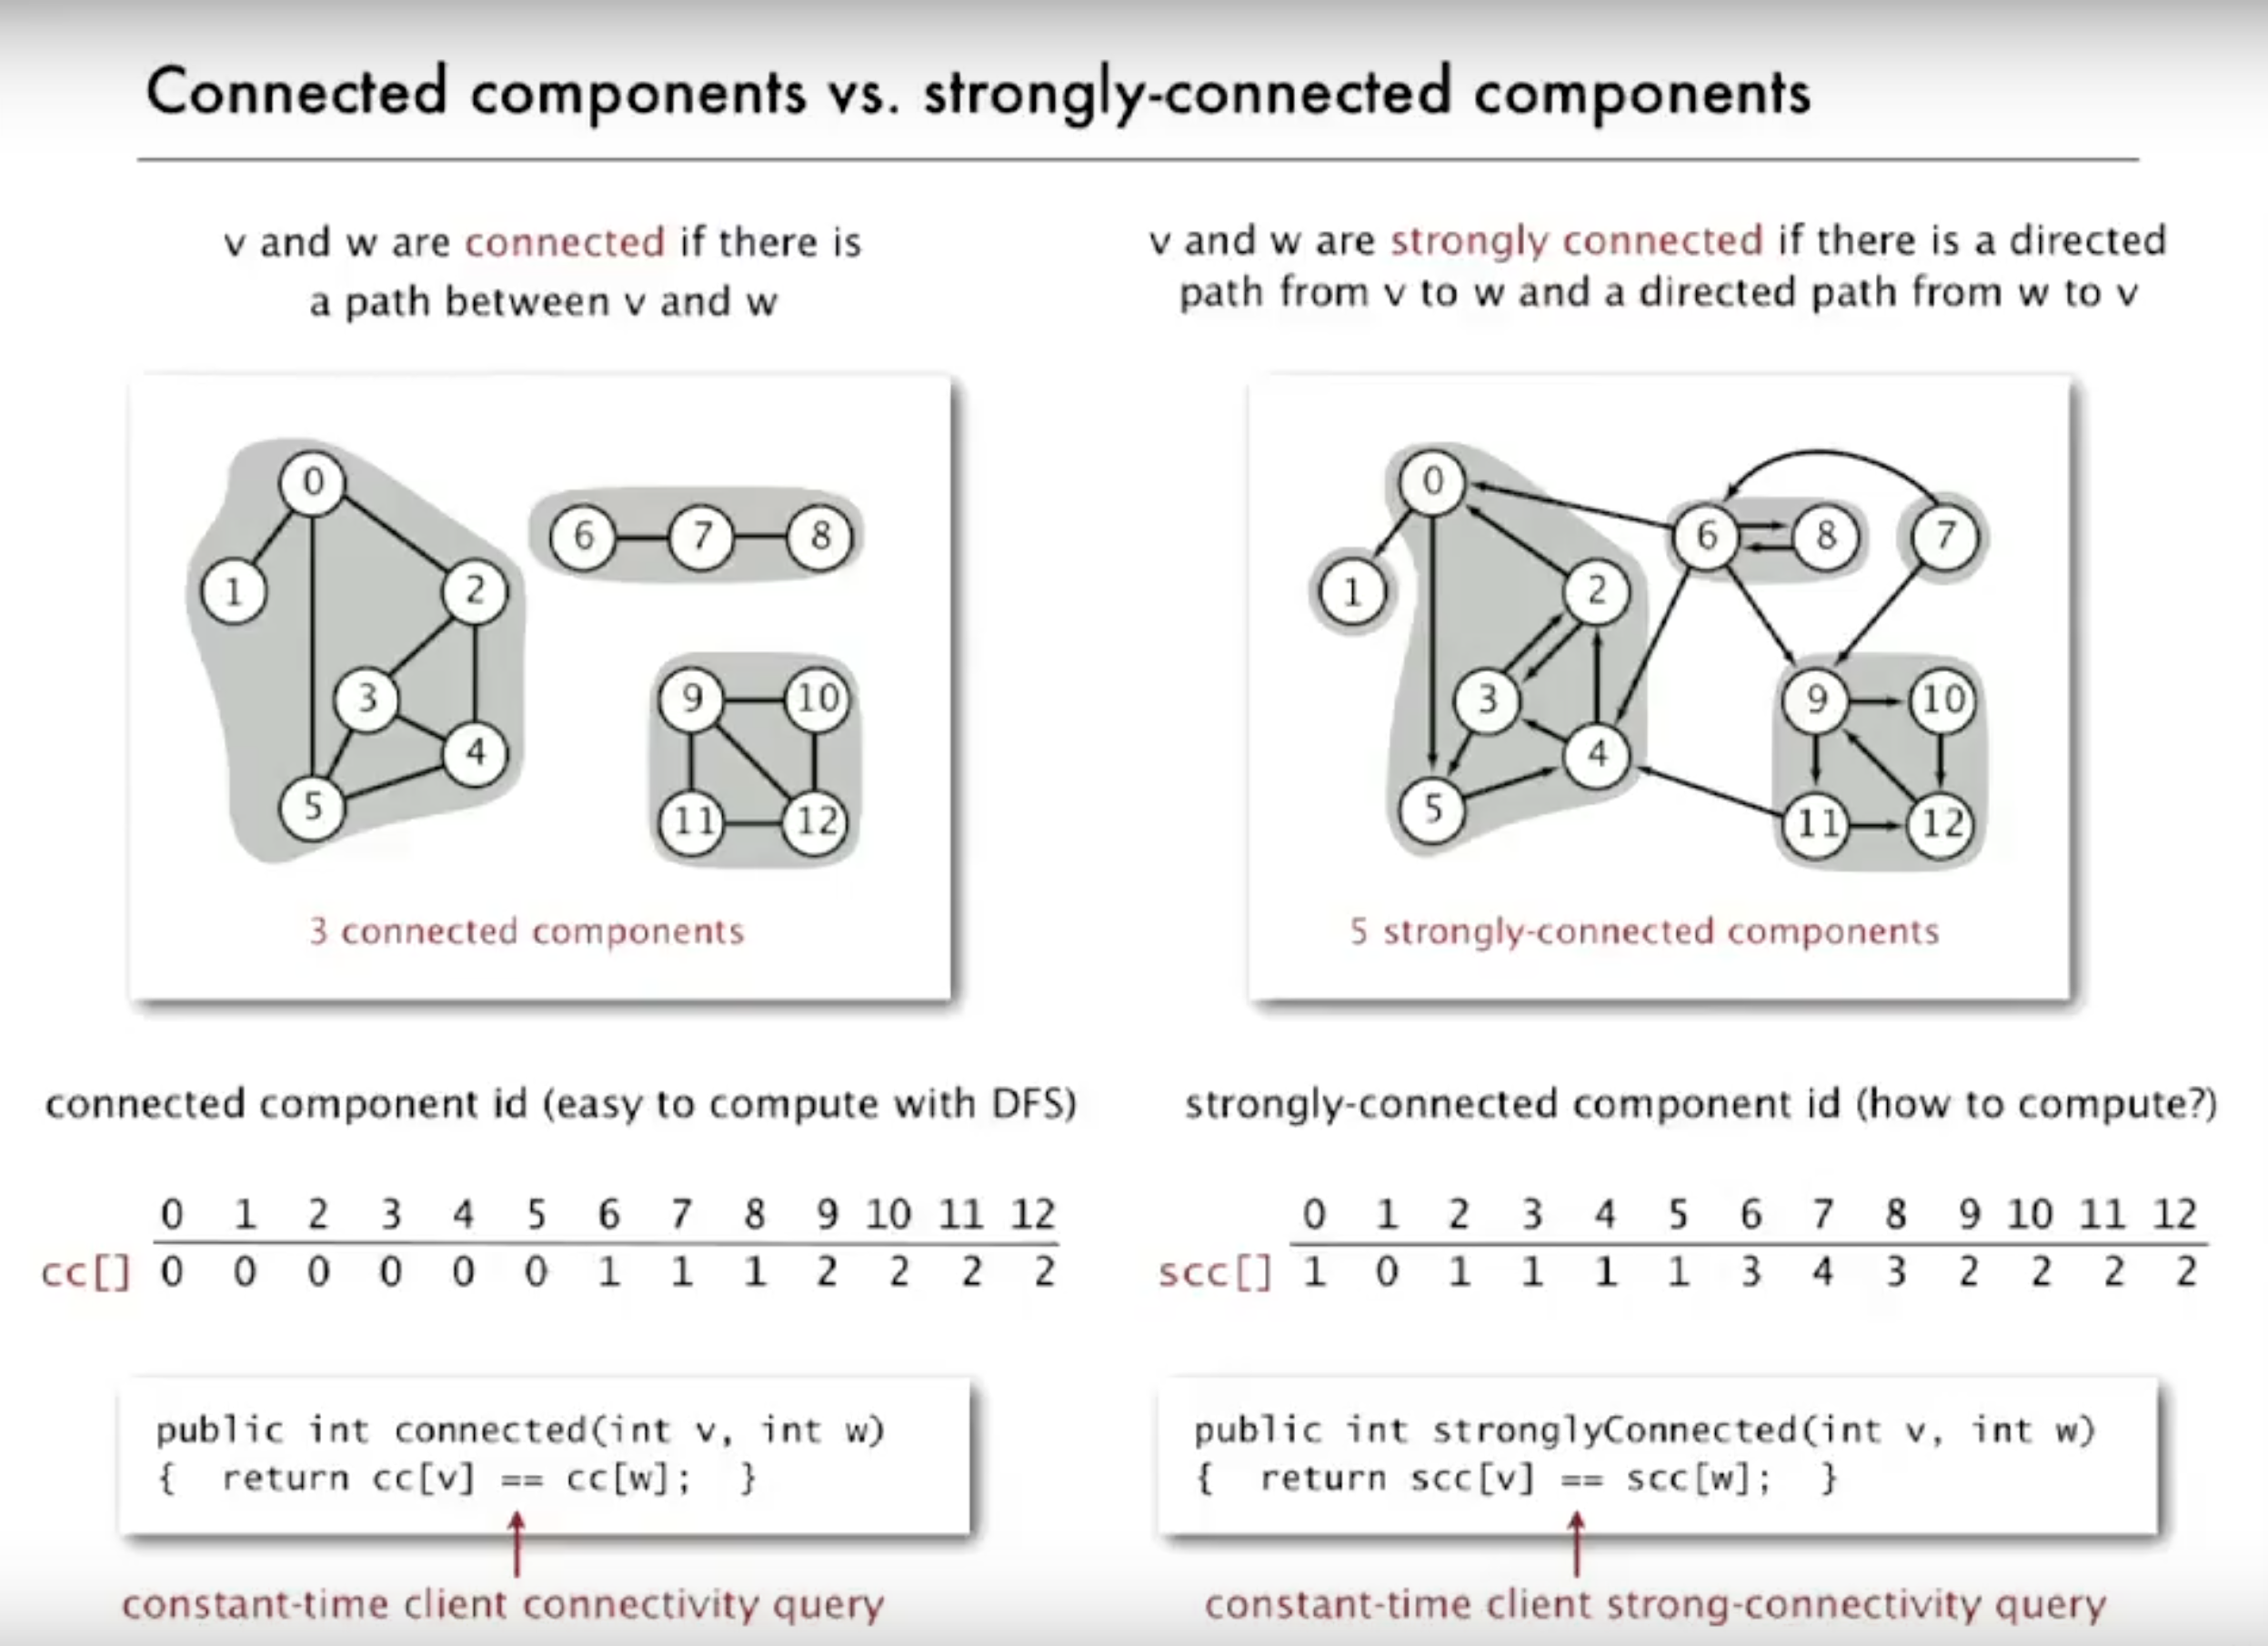 Connected components vs. strongly-connected components
v and w are connected if there is
a path between v and w
0
1
2
3
4
5
6
7
8
9
10
11
12
3 connected components
connected component id (easy to compute with DFS)
0 1 2 3 4 5 6 7 8 9 10 11 12
cc[] 0 0 0 0 0 0 1 1 1 2 2 2 2
public int connected(int v, int w)
{ return cc[v] == cc[w]; }
constant-time client connectivity query
v and w are strongly connected if there is a directed
path from v to w and a directed path from w to v
0
1
2
3
4
5
6
8
7
9
10
11
12
5 strongly-connected components
strongly-connected component id (how to compute?)
0 1 2 3 4 5 6 7 8 9 10 11 12
scc[] 1 0 1 1 1 1 3 4 3 2 2 2 2
public int stronglyConnected(int v, int w)
{ return scc[v] == scc[w]; }
constant-time client strong-connectivity query